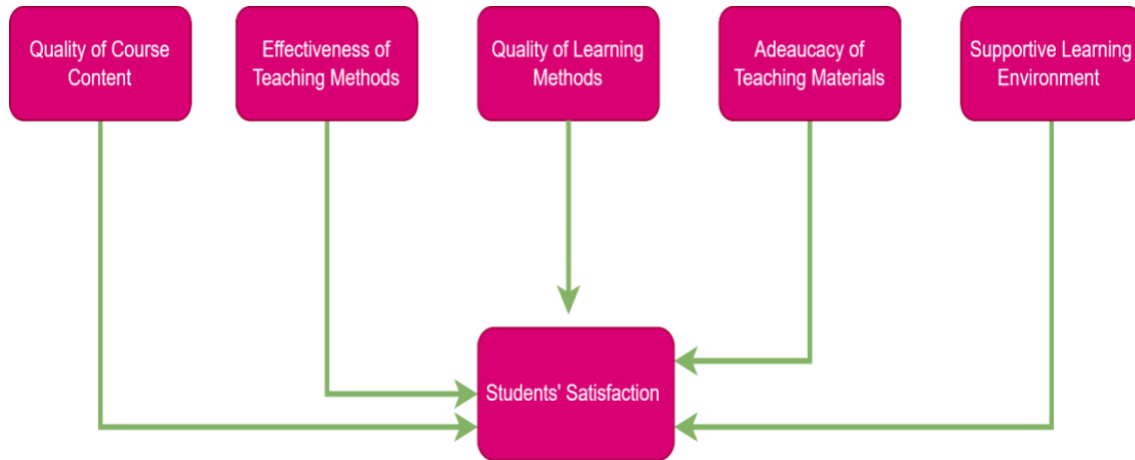 Quality of Course
Content
Effectiveness of
Teaching Methods
Quality of Learning
Methods
Adeaucacy of
Teaching Materials
Supportive Learning
Environment
Students' Satisfaction